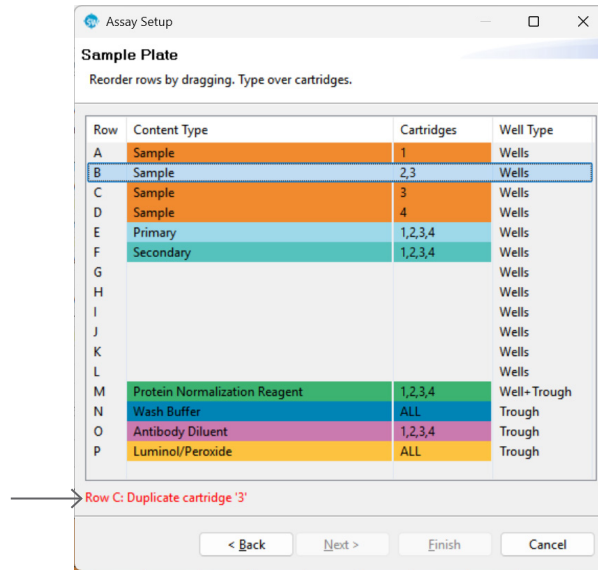 SW Assay Setup
Sample Plate
Reorder rows by dragging. Type over cartridges.
Row Content Type Cartridges Well Type
A Sample 1 Wells
B Sample 2,3 Wells
C Sample 3 Wells
D Sample 4 Wells
E Primary 1,2,3,4 Wells
F Secondary 1,2,3,4 Wells
G Wells
H Wells
I Wells
J Wells
K Wells
L Wells
M Protein Normalization Reagent 1,2,3,4 Well+Trough
N Wash Buffer ALL Trough
O Antibody Diluent 1,2,3,4 Trough
P Luminol/Peroxide ALL Trough
Row C: Duplicate cartridge '3'
< Back Next > Finish Cancel